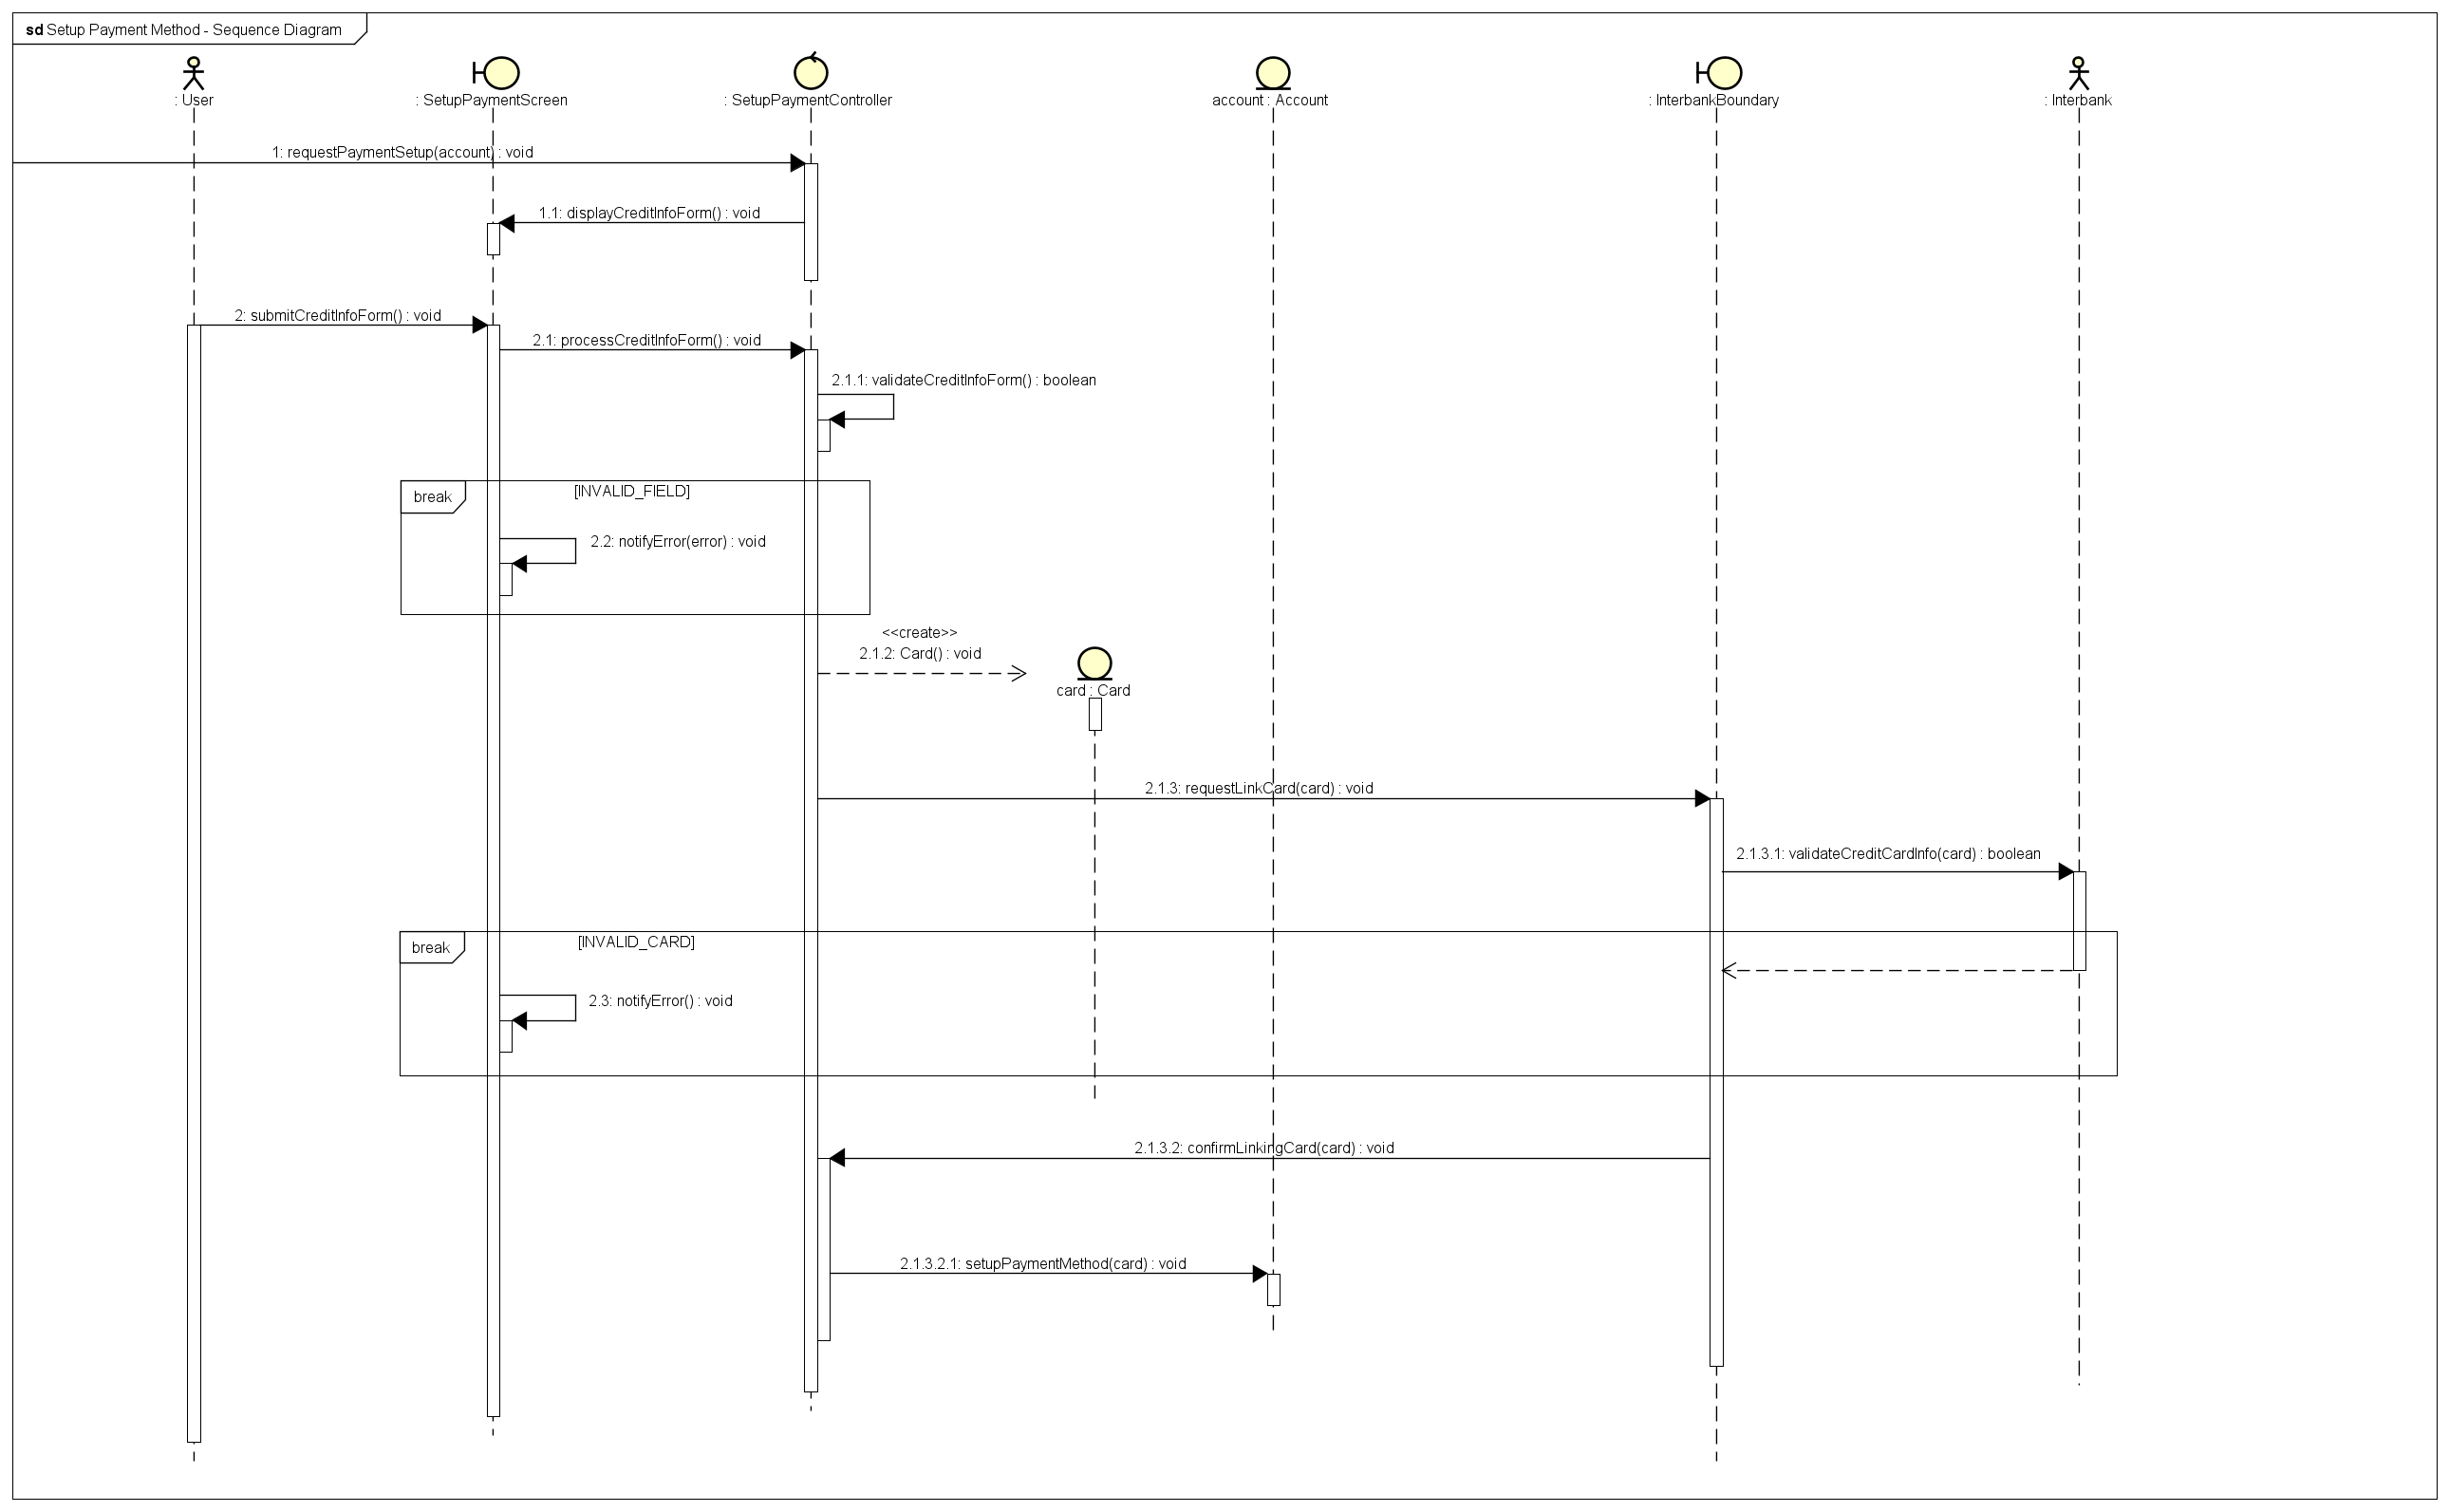 sd Setup Payment Method - Sequence Diagram
: User
: SetupPaymentScreen
: SetupPaymentController
account : Account
: InterbankBoundary
: Interbank
1: requestPaymentSetup(account) : void
1.1: displayCreditInfoForm() : void
2: submitCreditInfoForm() : void
2.1: processCreditInfoForm() : void
2.1.1: validateCreditInfoForm() : boolean
break
[INVALID_FIELD]
2.2: notifyError(error) : void
<<create>>
2.1.2: Card() : void
card : Card
2.1.3: requestLinkCard(card) : void
2.1.3.1: validateCreditCardInfo(card) : boolean
break
[INVALID_CARD]
2.3: notifyError() : void
2.1.3.2: confirmLinkingCard(card) : void
2.1.3.2.1: setupPaymentMethod(card) : void